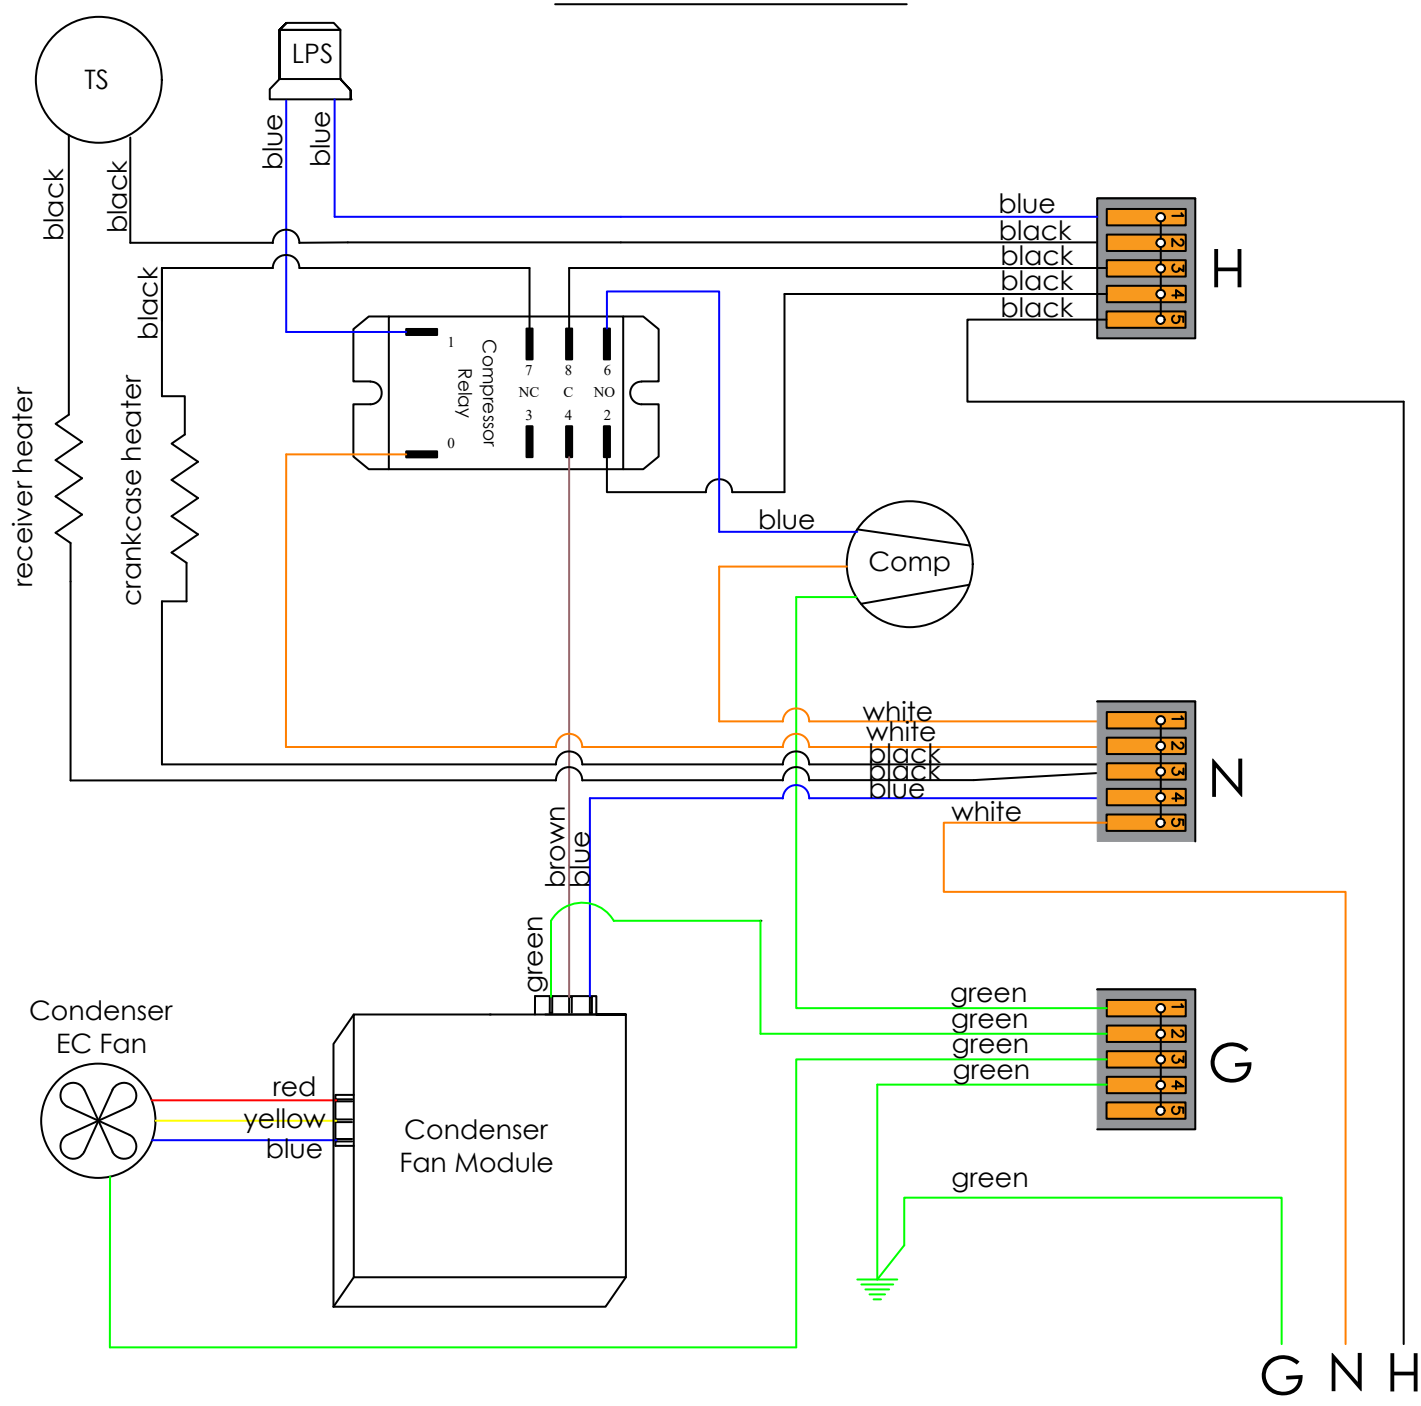 TS
LPS
blue
blue
black
black
blue
black
black
black
black
1
2
3
4
5
H
black
1
0
Compressor
Relay
7
8
6
NC
C
NO
3
4
2
receiver heater
crankcase heater
blue
Comp
white
white
black
black
blue
white
1
2
3
4
5
N
brown
blue
green
green
green
green
green
1
2
3
4
5
G
Condenser
EC Fan
red
yellow
blue
Condenser
Fan Module
green
G N H